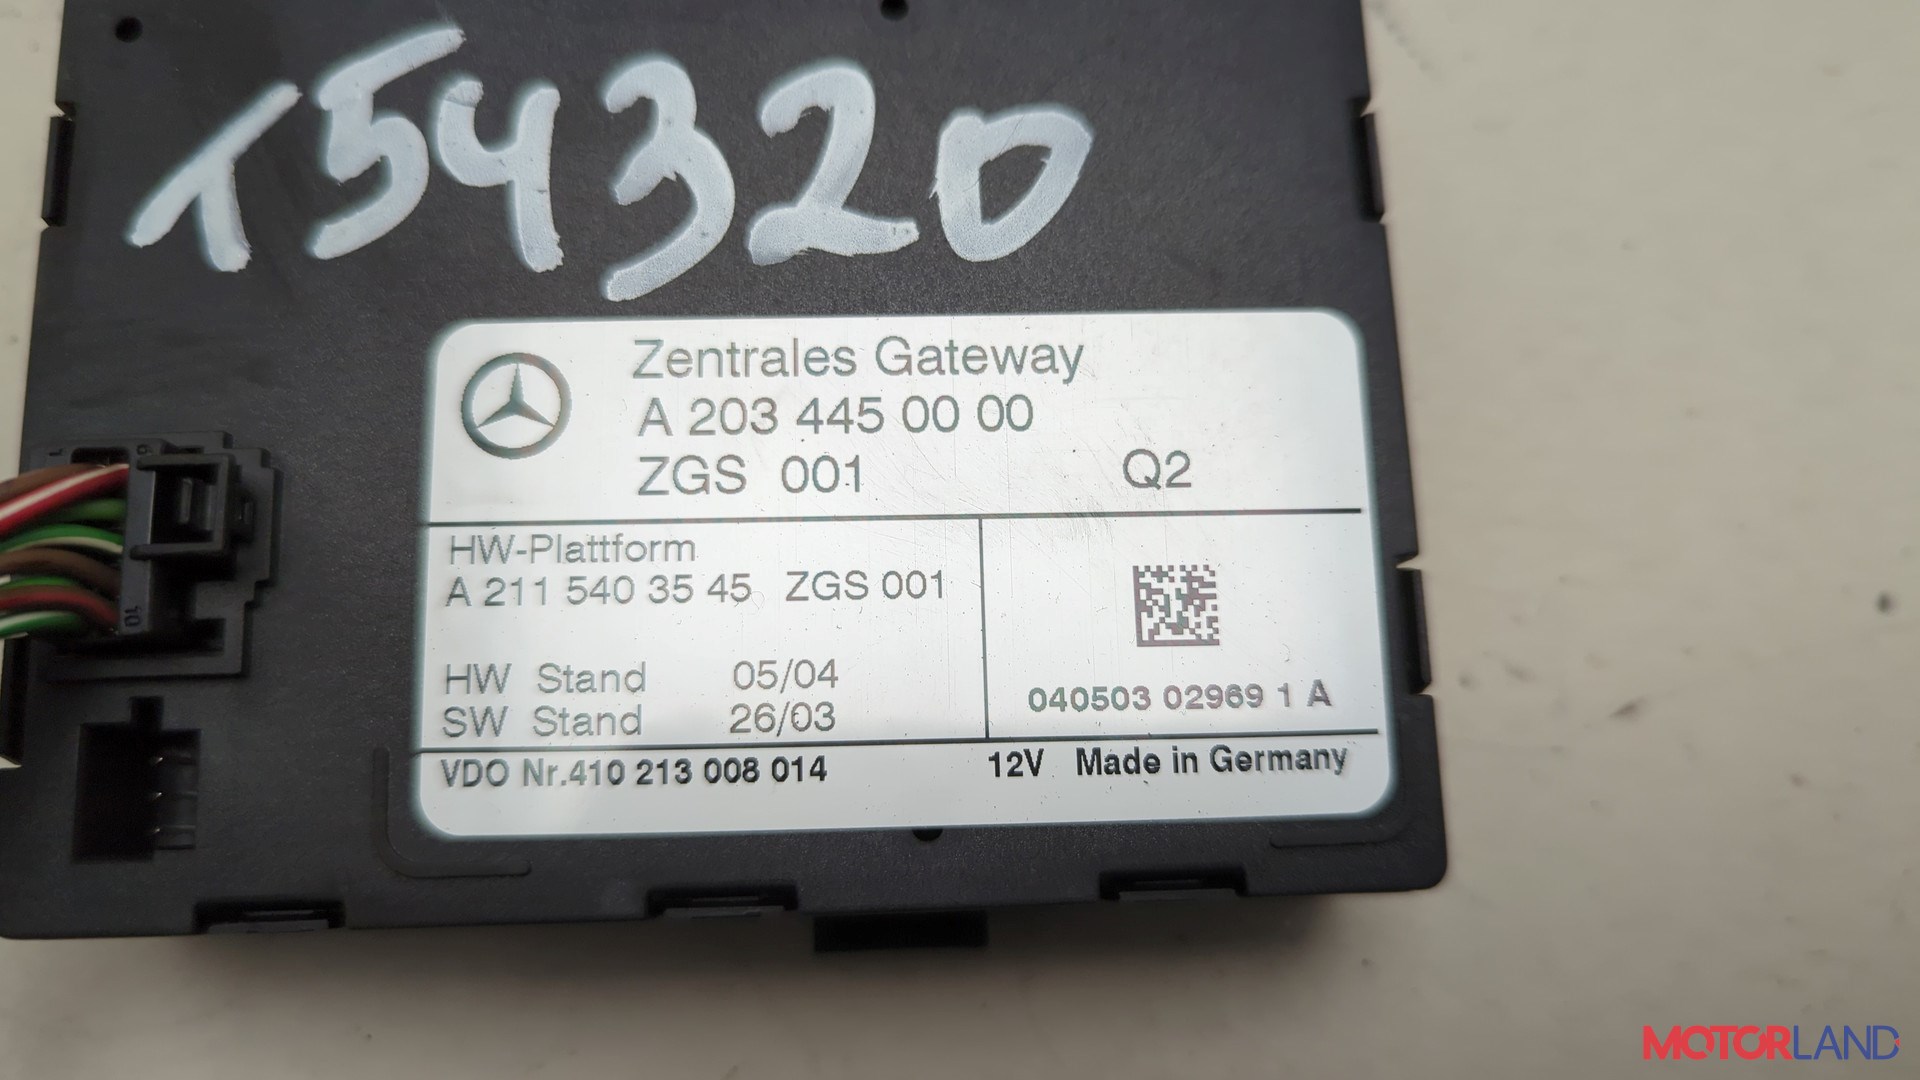 T54320
Zentrales Gateway
A 203 445 00 00
ZGS 001 Q2
HW-Plattform
A 211 540 35 45 ZGS 001
HW Stand 05/04
SW Stand 26/03
040503 02969 1 A
VDO Nr.410 213 008 014 12V Made in Germany
10
MOTORLAND